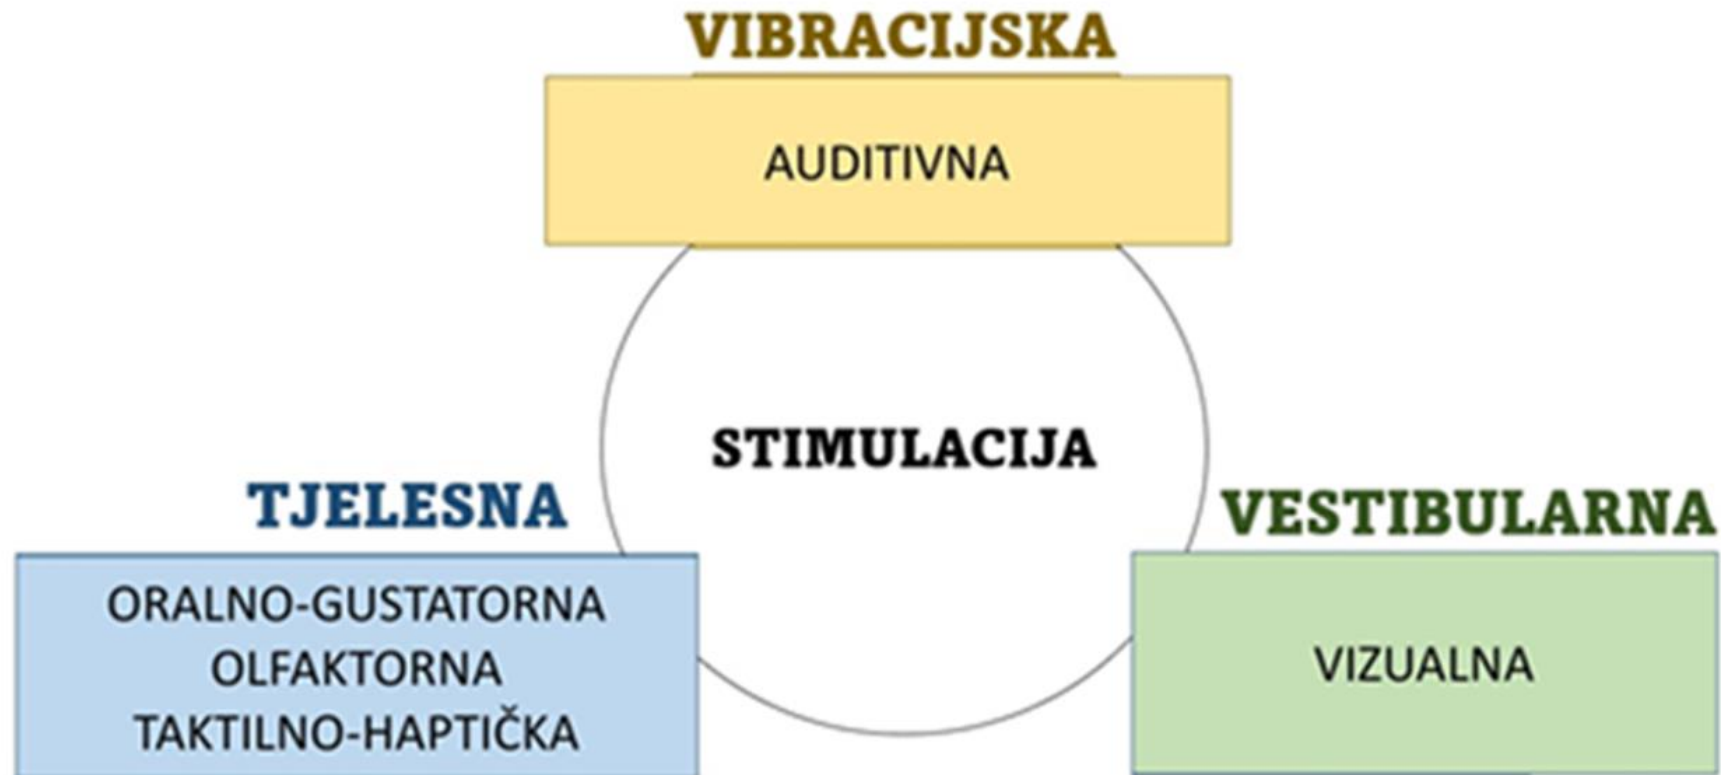 VIBRACIJSKA
AUDITIVNA
STIMULACIJA
TJELESNA
ORALNO-GUSTATORNA
OLFAKTORNA
TAKTILNO-HAPTIČKA
VESTIBULARNA
VIZUALNA